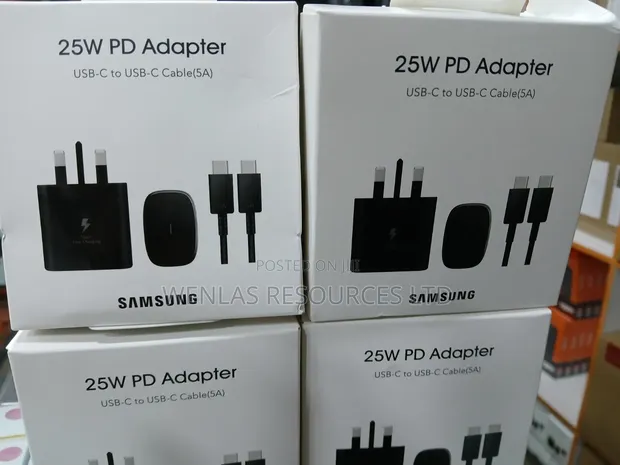 25W PD Adapter
USB-C to USB-C Cable(5A)
SAMSUNG
25W PD Adapter
USB-C to USB-C Cable(5A)
SAMSUNG
POSTED ON JIJI
WENLAS RESOURCES LTD
25W PD Adapter
USB-C to USB-C Cable(5A)
25W PD Adapter
USB-C to USB-C Cable(5A)